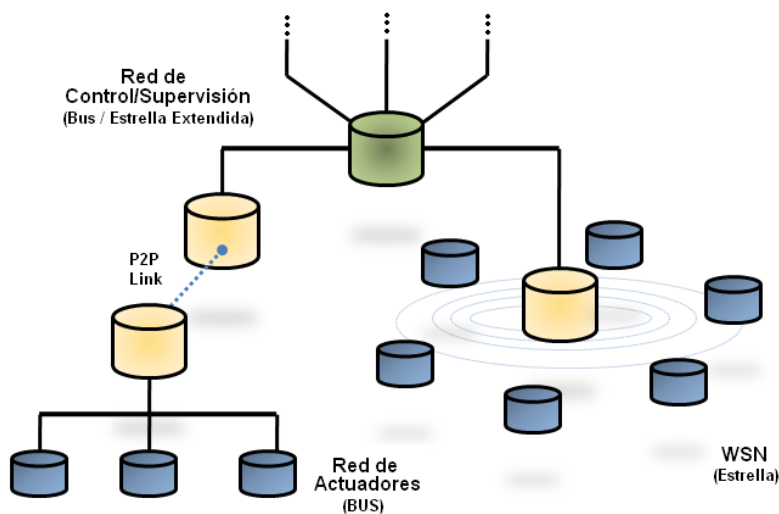 Red de
Control/Supervisión
(Bus / Estrella Extendida)
P2P
Link
Red de
Actuadores
(BUS)
WSN
(Estrella)